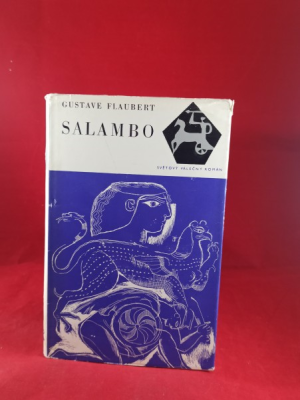 GUSTAVE FLAUBERT
SALAMBO
SVĚTOVÝ VÁLEČNÝ ROMÁN